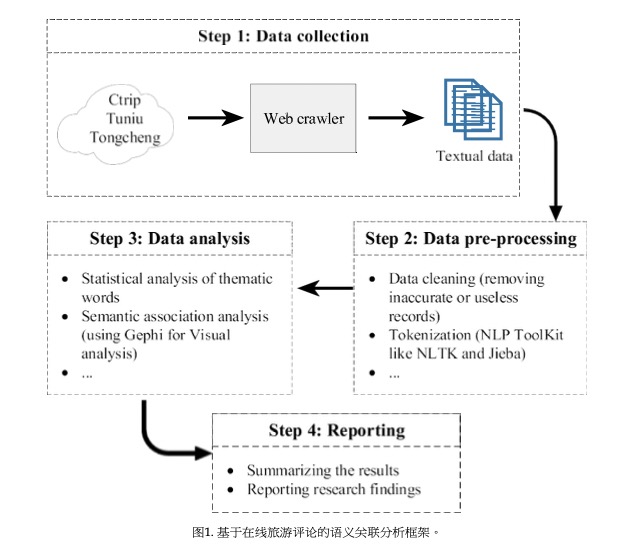 Step 1: Data collection
Ctrip
Tuniu
Tongcheng
Web crawler
Textual data
Step 2: Data pre-processing
• Data cleaning (removing
inaccurate or useless
records)
• Tokenization (NLP ToolKit
like NLTK and Jieba)
• ...
Step 3: Data analysis
• Statistical analysis of thematic
words
• Semantic association analysis
(using Gephi for Visual
analysis)
• ...
Step 4: Reporting
• Summarizing the results
• Reporting research findings
图1. 基于在线旅游评论的语义关联分析框架。